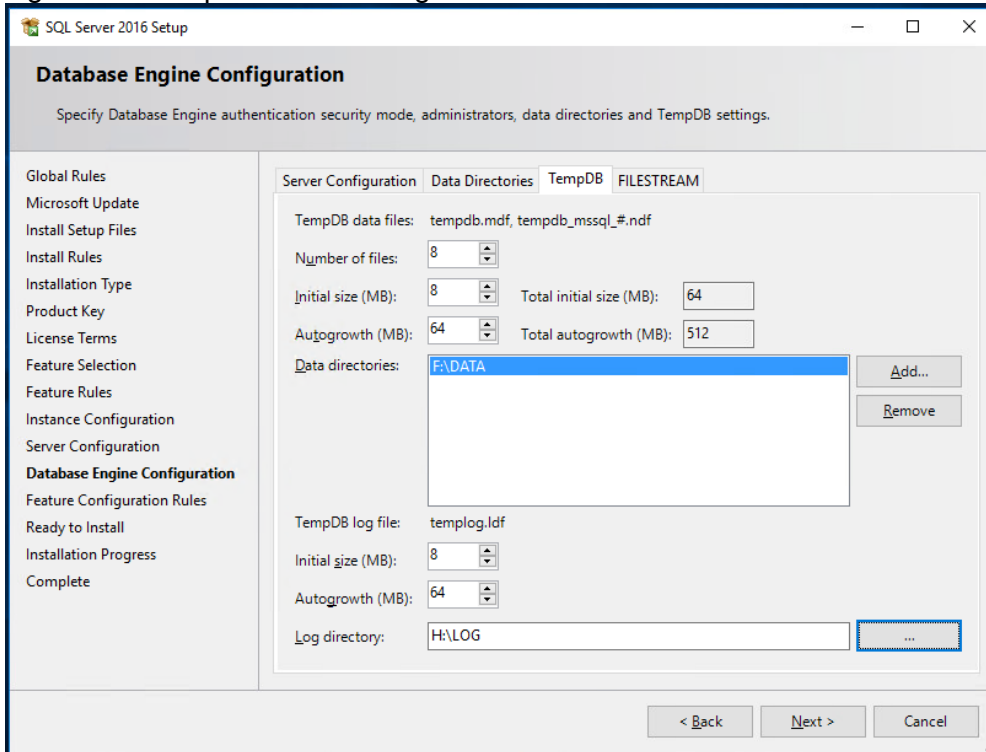 SQL Server 2016 Setup
Database Engine Configuration
Specify Database Engine authentication security mode, administrators, data directories and TempDB settings.
Global Rules
Microsoft Update
Install Setup Files
Install Rules
Installation Type
Product Key
License Terms
Feature Selection
Feature Rules
Instance Configuration
Server Configuration
Database Engine Configuration
Feature Configuration Rules
Ready to Install
Installation Progress
Complete
Server Configuration Data Directories TempDB FILESTREAM
TempDB data files: tempdb.mdf, tempdb_mssql_#.ndf
Number of files: 8
Initial size (MB): 8 Total initial size (MB): 64
Autogrowth (MB): 64 Total autogrowth (MB): 512
Data directories: F:\DATA
Add...
Remove
TempDB log file: templog.ldf
Initial size (MB): 8
Autogrowth (MB): 64
Log directory: H:\LOG ...
< Back Next > Cancel